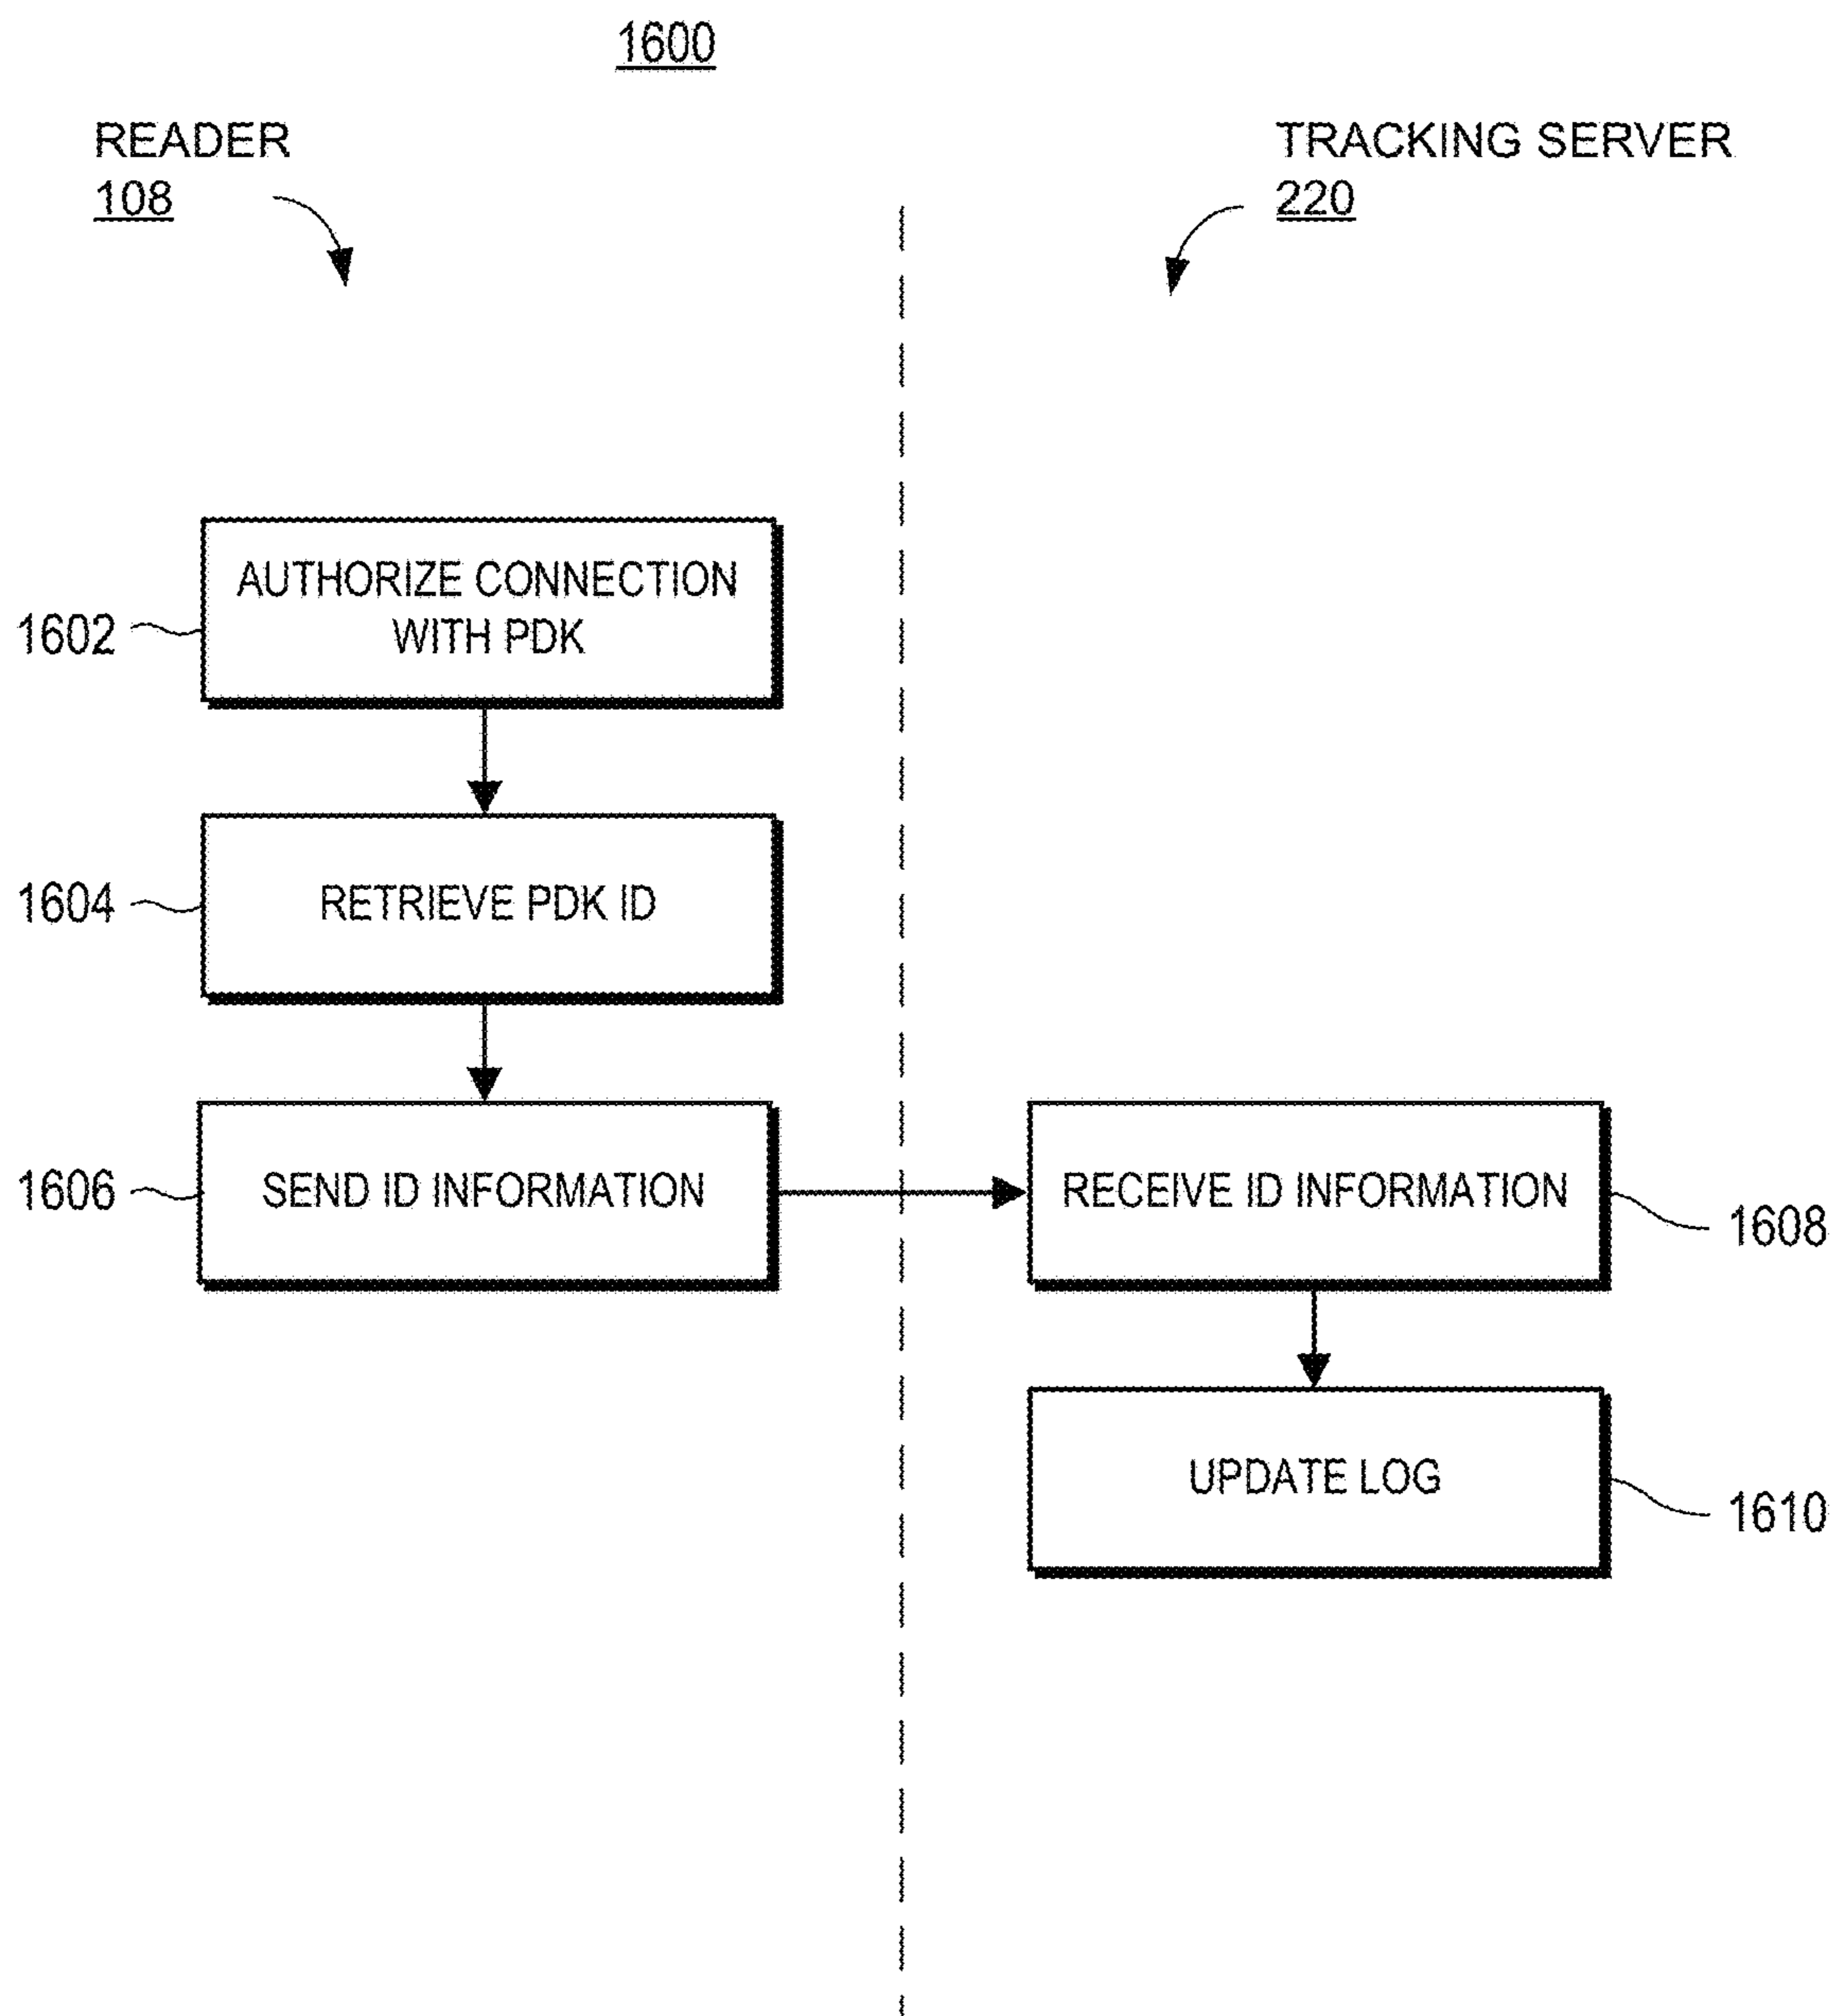 1600
READER
108
TRACKING SERVER
220
AUTHORIZE CONNECTION
WITH PDK
1602
RETRIEVE PDK ID
1604
SEND ID INFORMATION
1606
RECEIVE ID INFORMATION
1608
UPDATE LOG
1610